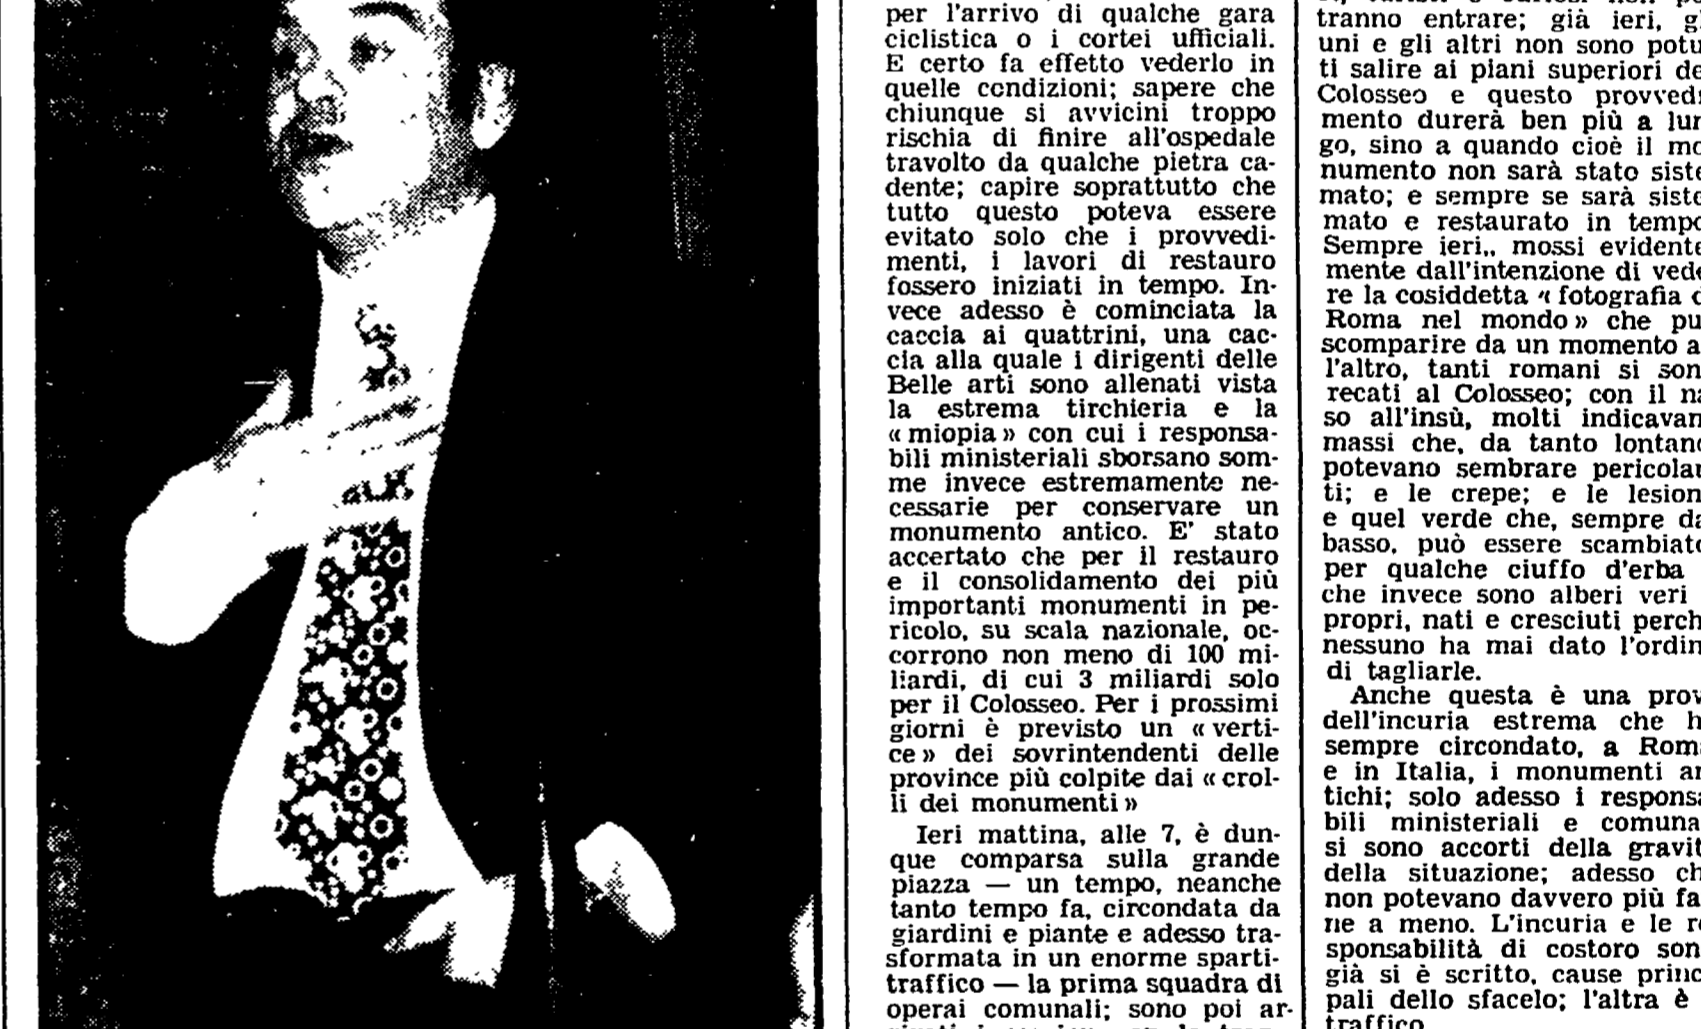 per l'arrivo di qualche gara
ciclistica o i cortei ufficiali.
E certo fa effetto vederlo in
quelle condizioni; sapere che
chiunque si avvicini troppo
rischia di finire all'ospedale
travolto da qualche pietra ca-
dente; capire soprattutto che
tutto questo poteva essere
evitato solo che i provvedi-
menti, i lavori di restauro
fossero iniziati in tempo. In-
vece adesso è cominciata la
caccia ai quattrini, una cac-
cia alla quale i dirigenti delle
Belle arti sono allenati vista
la estrema tirchieria e la
« miopia » con cui i responsa-
bili ministeriali sborsano som-
me invece estremamente ne-
cessarie per conservare un
monumento antico. E' stato
accertato che per il restauro
e il consolidamento dei più
importanti monumenti in pe-
ricolo, su scala nazionale, oc-
corrono non meno di 100 mi-
liardi, di cui 3 miliardi solo
per il Colosseo. Per i prossimi
giorni è previsto un « verti-
ce » dei sovrintendenti delle
province più colpite dai « crol-
li dei monumenti »
Ieri mattina, alle 7, è dun-
que comparsa sulla grande
piazza — un tempo, neanche
tanto tempo fa, circondata da
giardini e piante e adesso tra-
sformata in un enorme sparti-
traffico — la prima squadra di
operai comunali; sono poi ar-
tranno entrare; già ieri, g
uni e gli altri non sono potu
ti salire ai piani superiori de
Colosseo e questo provved
mento durerà ben più a lun
go, sino a quando cioè il mo
numento non sarà stato siste
mato; e sempre se sarà siste
mato e restaurato in tempo
Sempre ieri,, mossi evidente
mente dall'intenzione di vede
re la cosiddetta « fotografia d
Roma nel mondo » che pu
scomparire da un momento a
l'altro, tanti romani si son
recati al Colosseo; con il na
so all'insù, molti indicavan
massi che, da tanto lontano
potevano sembrare pericolan
ti; e le crepe; e le lesion
e quel verde che, sempre da
basso, può essere scambiato
per qualche ciuffo d'erba
che invece sono alberi veri
propri, nati e cresciuti perch
nessuno ha mai dato l'ordin
di tagliarle.
Anche questa è una prov
dell'incuria estrema che h
sempre circondato, a Roma
e in Italia, i monumenti an
tichi; solo adesso i responsa
bili ministeriali e comuna
si sono accorti della gravit
della situazione; adesso ch
non potevano davvero più far
ne a meno. L'incuria e le re
sponsabilità di costoro son
già si è scritto, cause princ
pali dello sfacelo; l'altra è
traffico